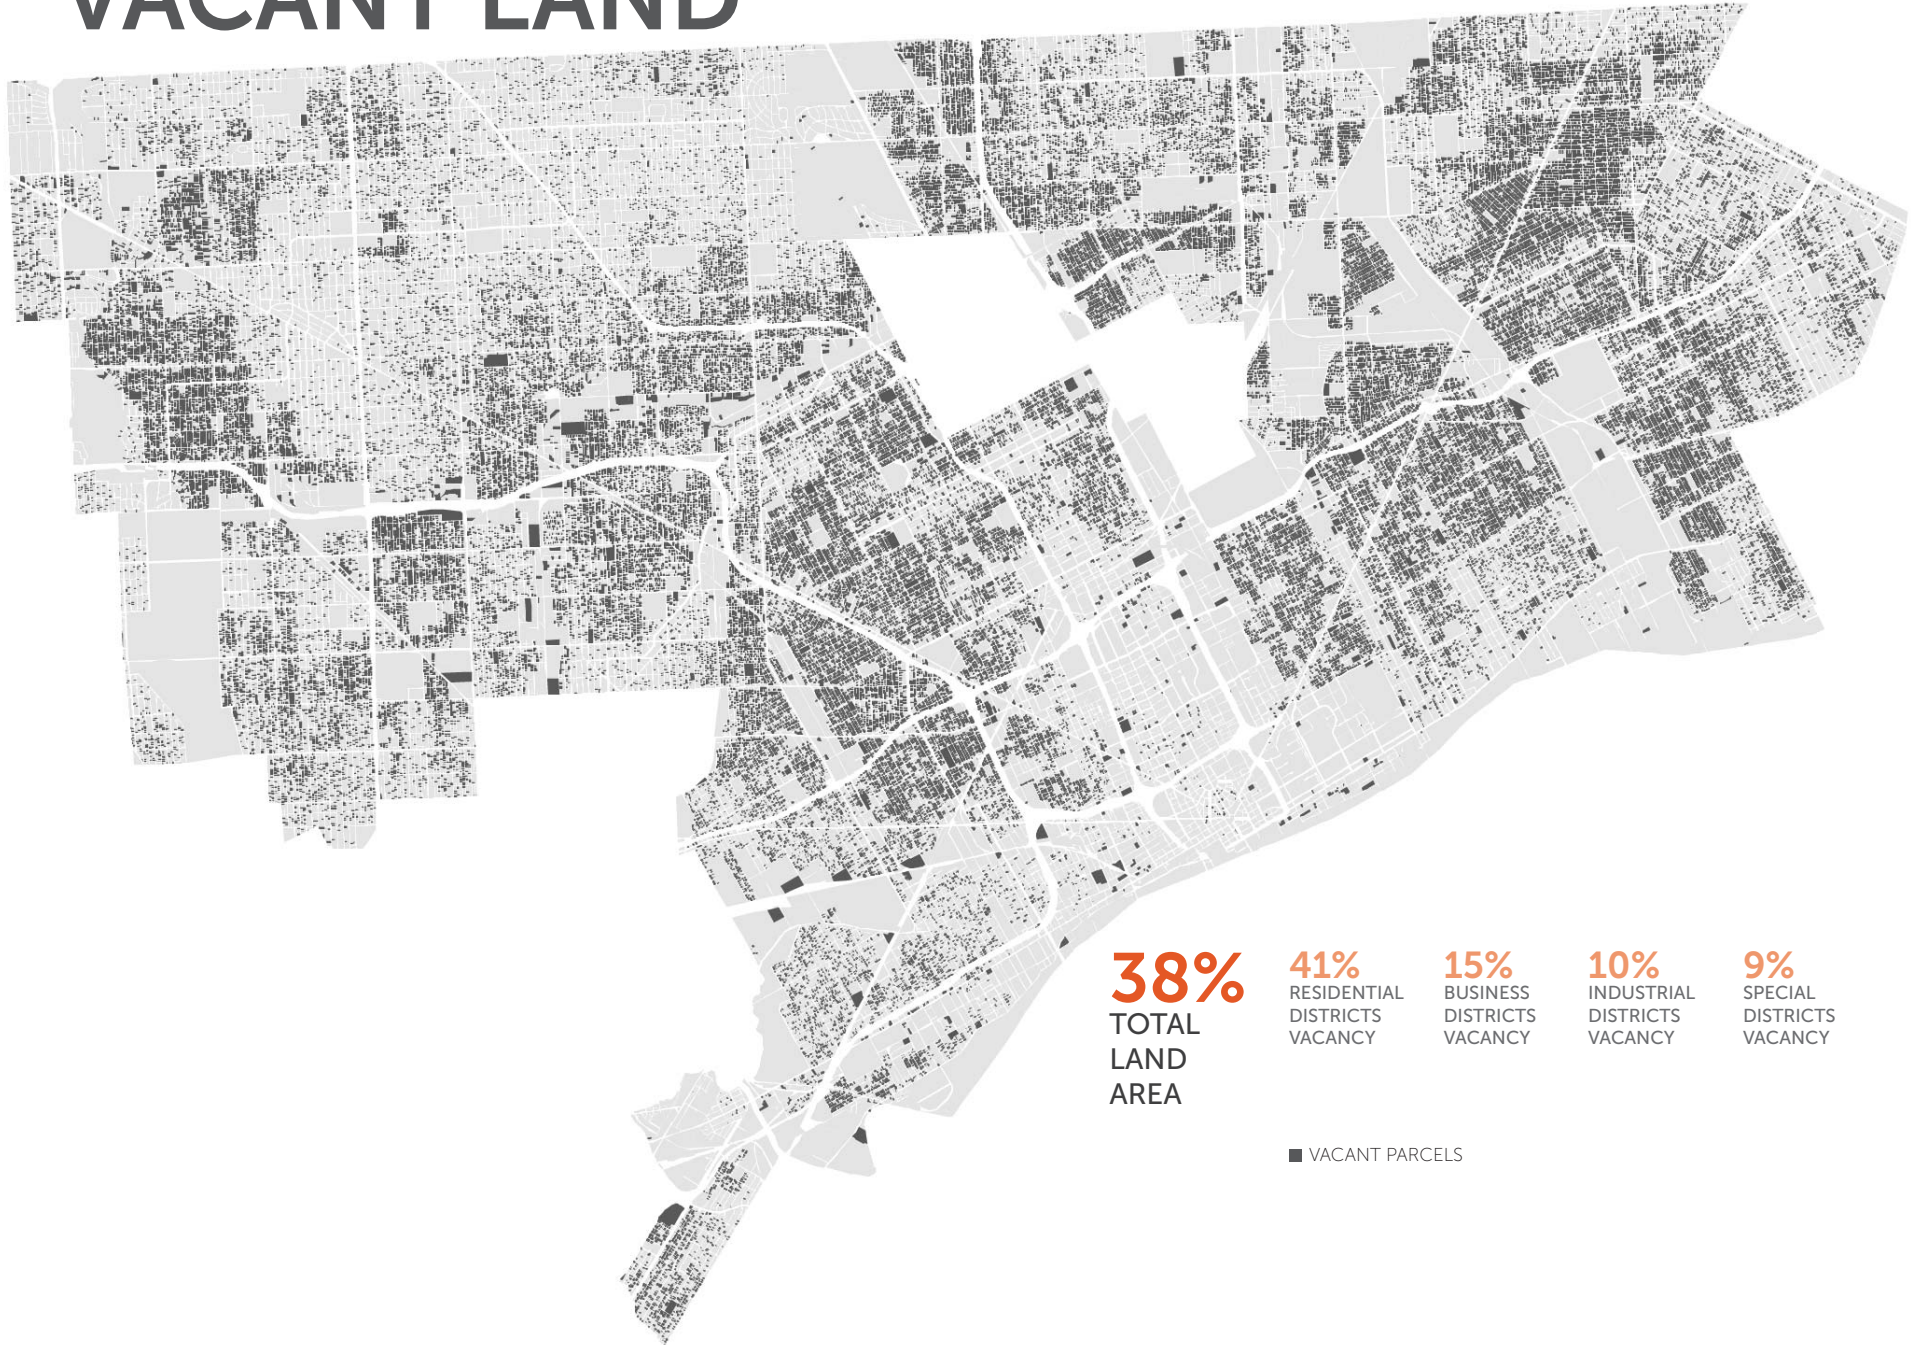 VACANT LAND
38%
TOTAL
LAND
AREA
41%
RESIDENTIAL
DISTRICTS
VACANCY
15%
BUSINESS
DISTRICTS
VACANCY
10%
INDUSTRIAL
DISTRICTS
VACANCY
9%
SPECIAL
DISTRICTS
VACANCY
VACANT PARCELS